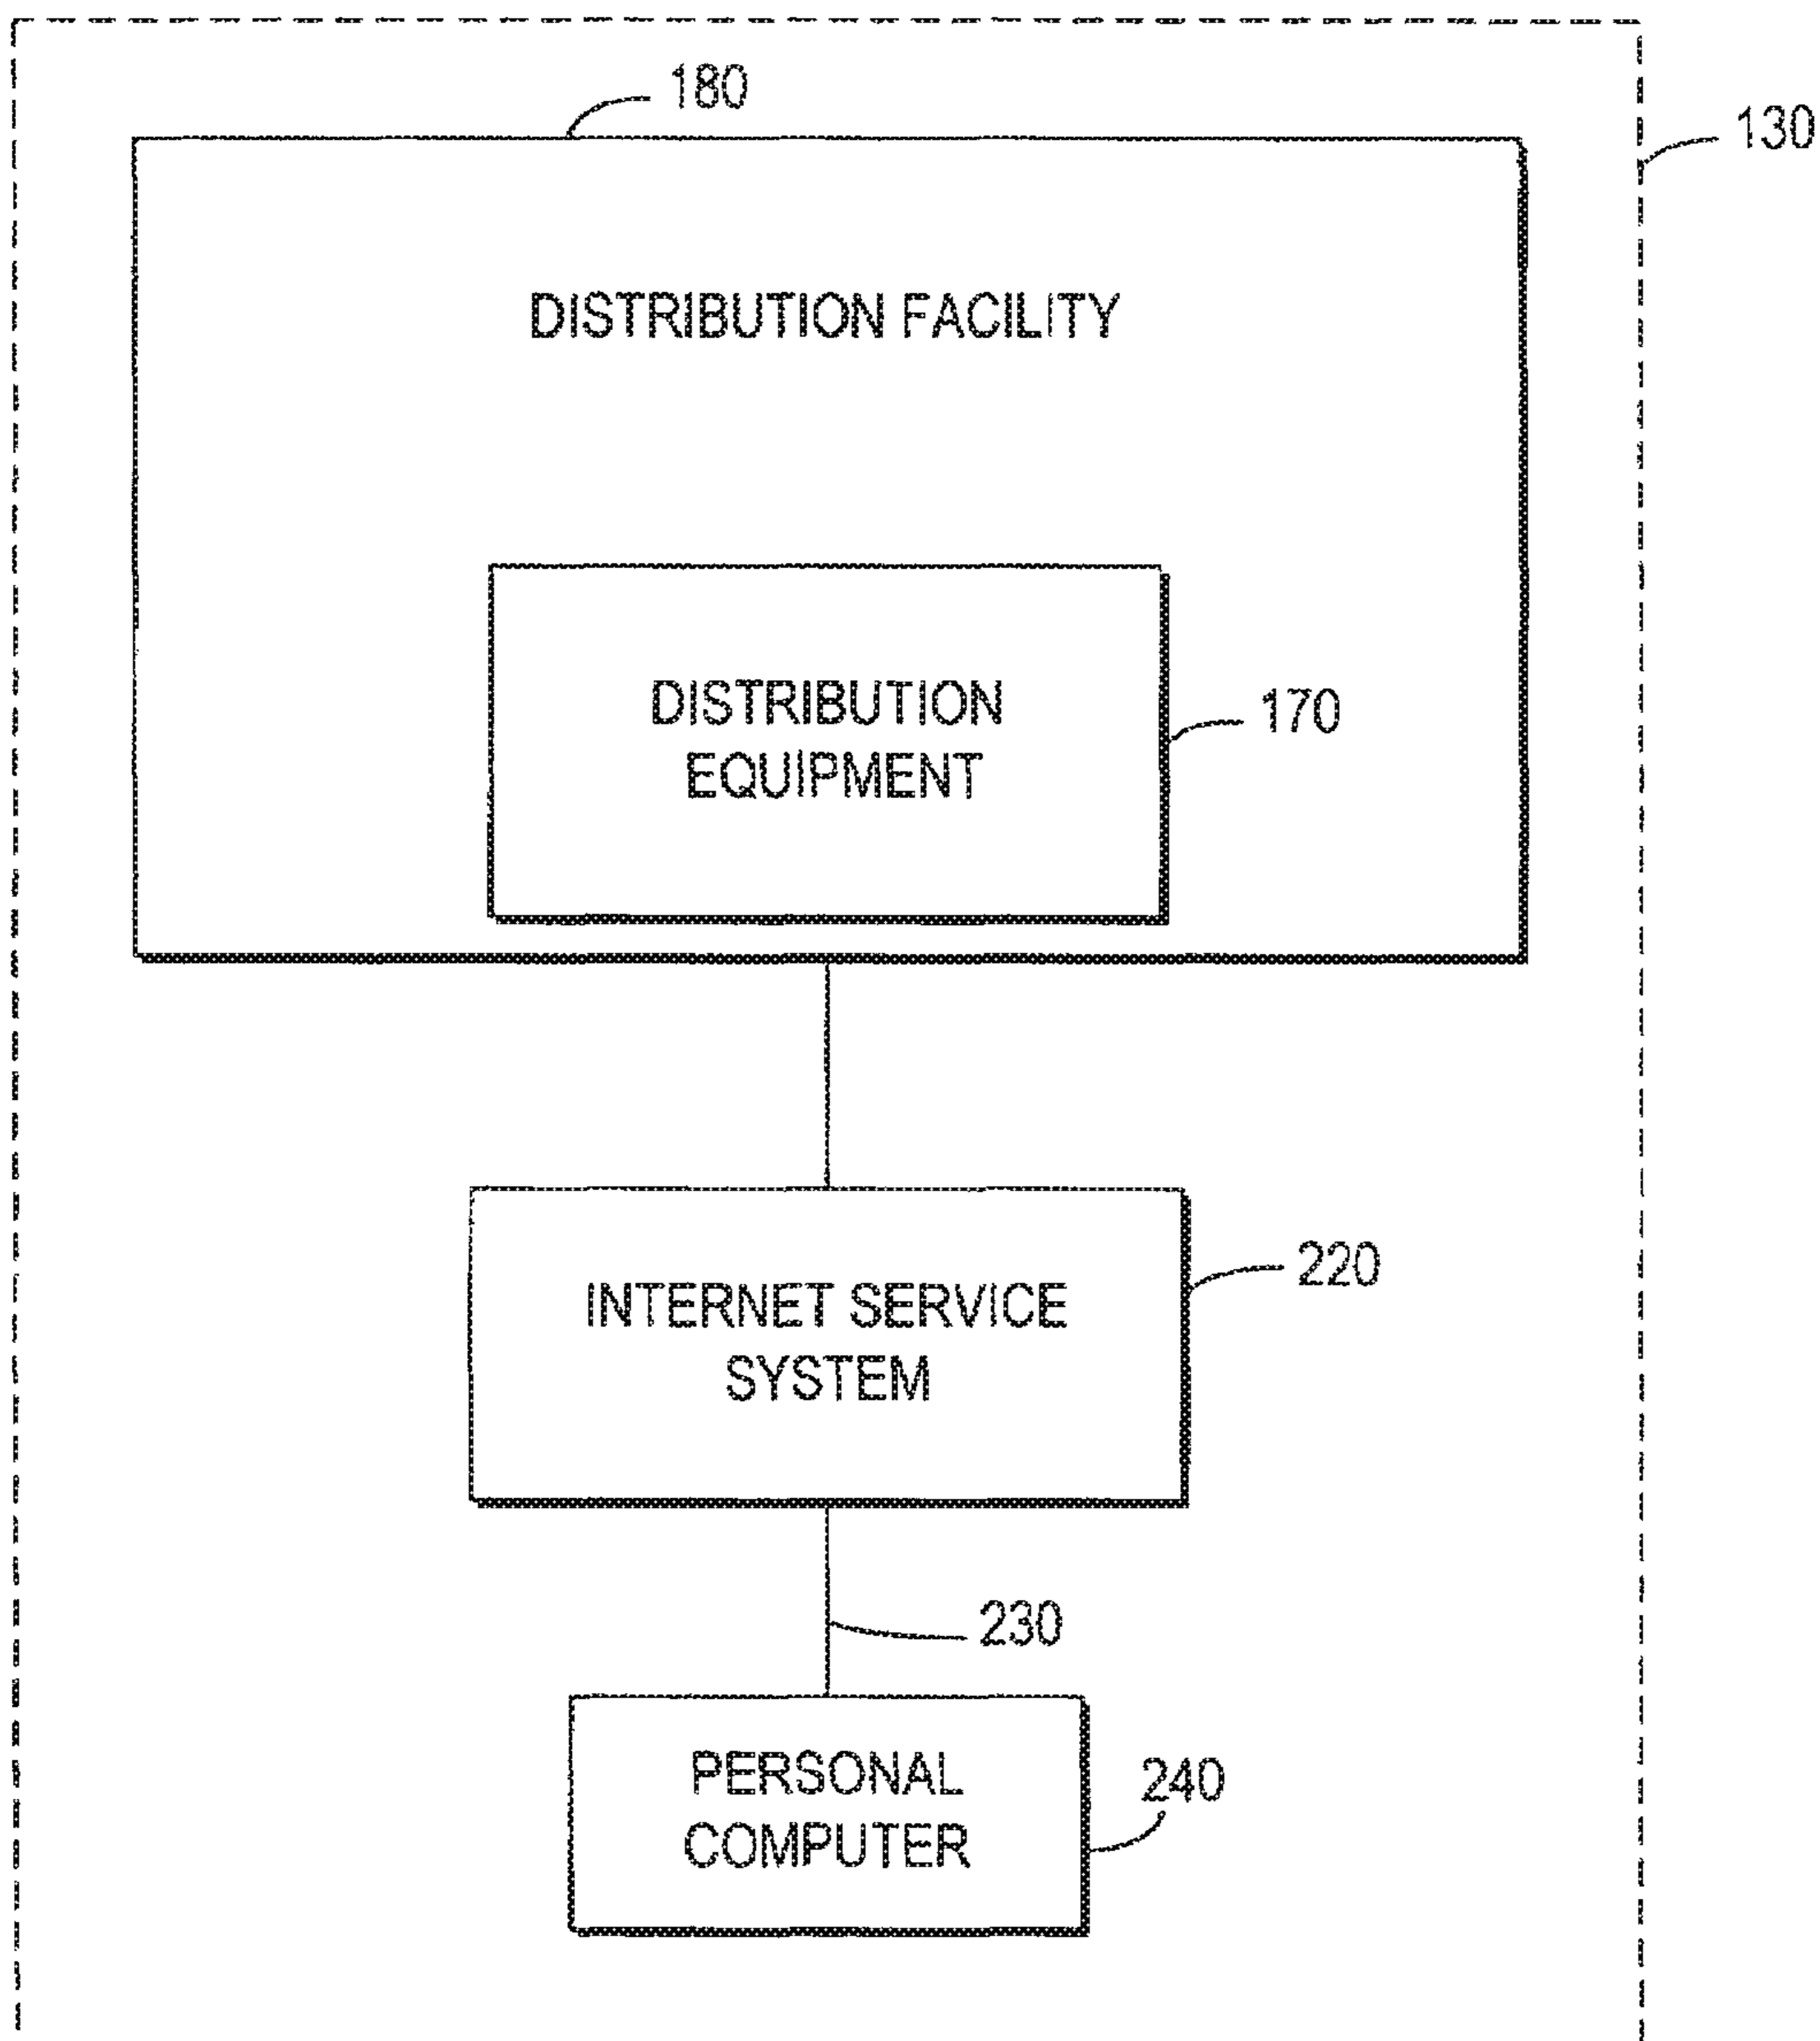 180
130
DISTRIBUTION FACILITY
DISTRIBUTION
EQUIPMENT
170
INTERNET SERVICE
SYSTEM
220
230
PERSONAL
COMPUTER
240